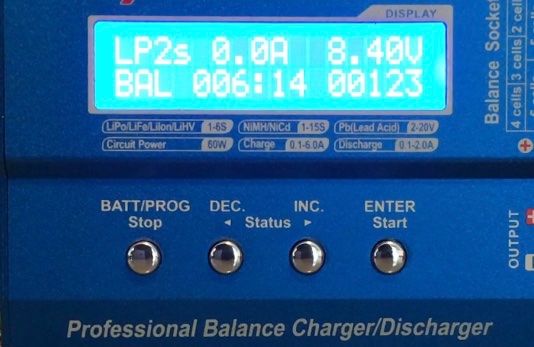 DISPLAY
LP2s 0.0A 8.40V
BAL 006:14 00123
LiPo/LiFe/LiIon/LiHV 1-6S NiMH/NiCd 1-15S Pb(Lead Acid) 2-20V
Circuit Power 60W Charge 0.1-6.0A Discharge 0.1-2.0A
Balance Socket
4 cells 3 cells 2 cell
BATT/PROG DEC. INC. ENTER
Stop ◄ Status ► Start
OUTPUT
Professional Balance Charger/Discharger